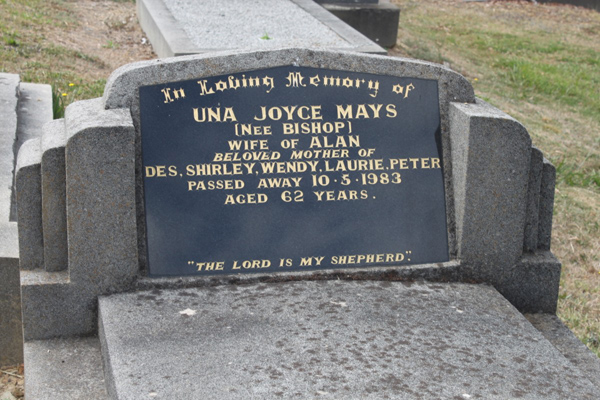 In Loving Memory of
UNA JOYCE MAYS
(NEE BISHOP)
WIFE OF ALAN
BELOVED MOTHER OF
DES, SHIRLEY, WENDY, LAURIE, PETER
PASSED AWAY 10·5·1983
AGED 62 YEARS.
"THE LORD IS MY SHEPHERD".